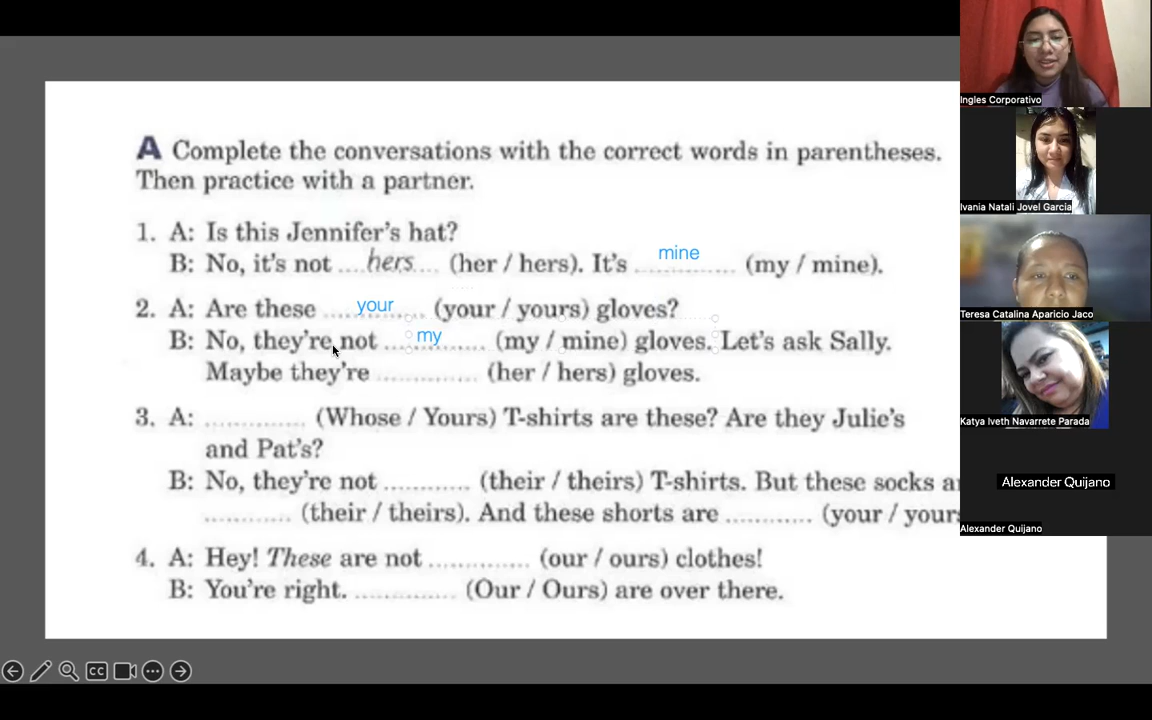 A Complete the conversations with the correct words in parentheses.
Then practice with a partner.
1. A: Is this Jennifer's hat?
B: No, it's not ....hers.... (her / hers). It's ....mine.... (my / mine).
2. A: Are these ....your.... (your / yours) gloves?
B: No, they're not ....my.... (my / mine) gloves. Let's ask Sally.
Maybe they're .............. (her / hers) gloves.
3. A: .............. (Whose / Yours) T-shirts are these? Are they Julie's
and Pat's?
B: No, they're not ............ (their / theirs) T-shirts. But these socks
............ (their / theirs). And these shorts are ............ (your /
4. A: Hey! These are not .............. (our / ours) clothes!
B: You're right. .............. (Our / Ours) are over there.
CC
Ingles Corporativo
Ivania Natali Jovel Garcia
Teresa Catalina Aparicio Jaco
Katya Iveth Navarrete Parada
Alexander Quijano
Alexander Quijano